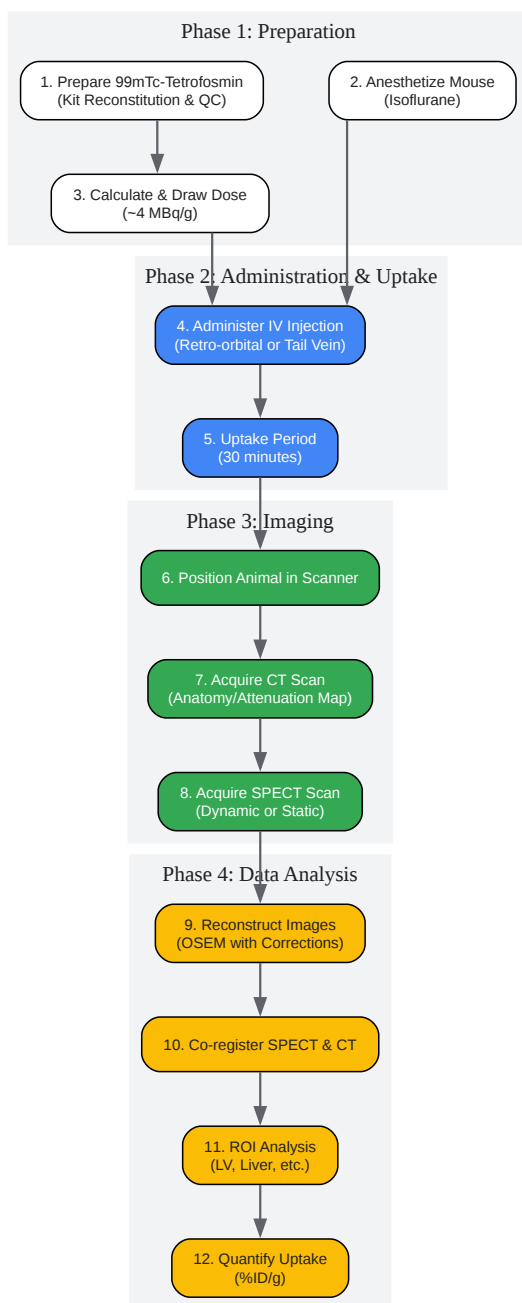 Phase 1: Preparation
1. Prepare 99mTc-Tetrofosmin
(Kit Reconstitution & QC)
2. Anesthetize Mouse
(Isoflurane)
3. Calculate & Draw Dose
(~4 MBq/g)
Phase 2: Administration & Uptake
4. Administer IV Injection
(Retro-orbital or Tail Vein)
5. Uptake Period
(30 minutes)
Phase 3: Imaging
6. Position Animal in Scanner
7. Acquire CT Scan
(Anatomy/Attenuation Map)
8. Acquire SPECT Scan
(Dynamic or Static)
Phase 4: Data Analysis
9. Reconstruct Images
(OSEM with Corrections)
10. Co-register SPECT & CT
11. ROI Analysis
(LV, Liver, etc.)
12. Quantify Uptake
(%ID/g)